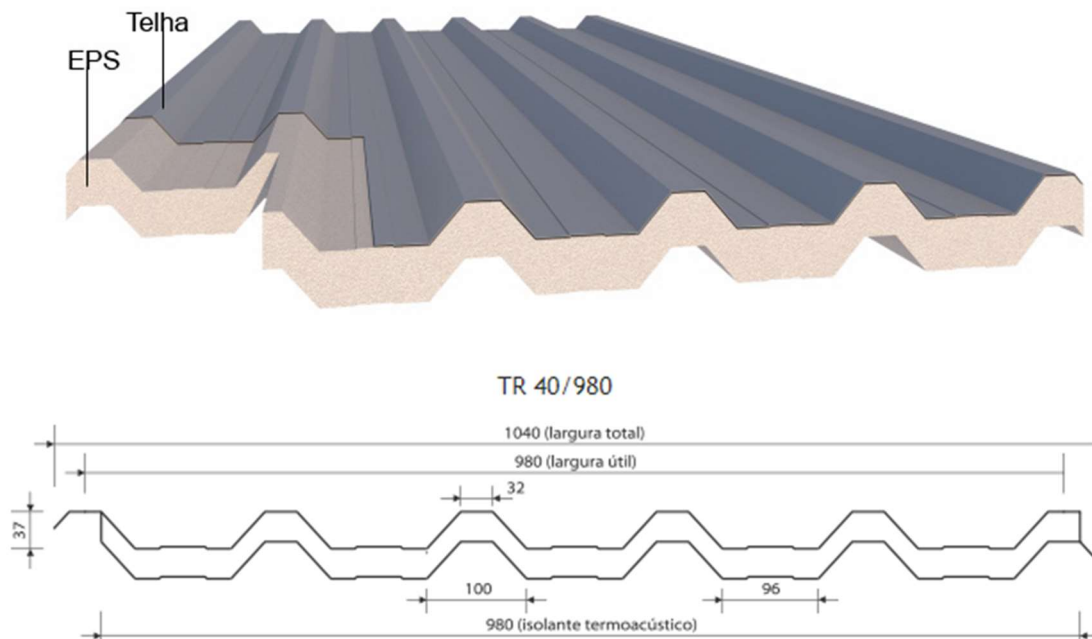 Telha
EPS
TR 40/980
1040 (largura total)
980 (largura útil)
32
37
100
96
980 (isolante termoacústico)